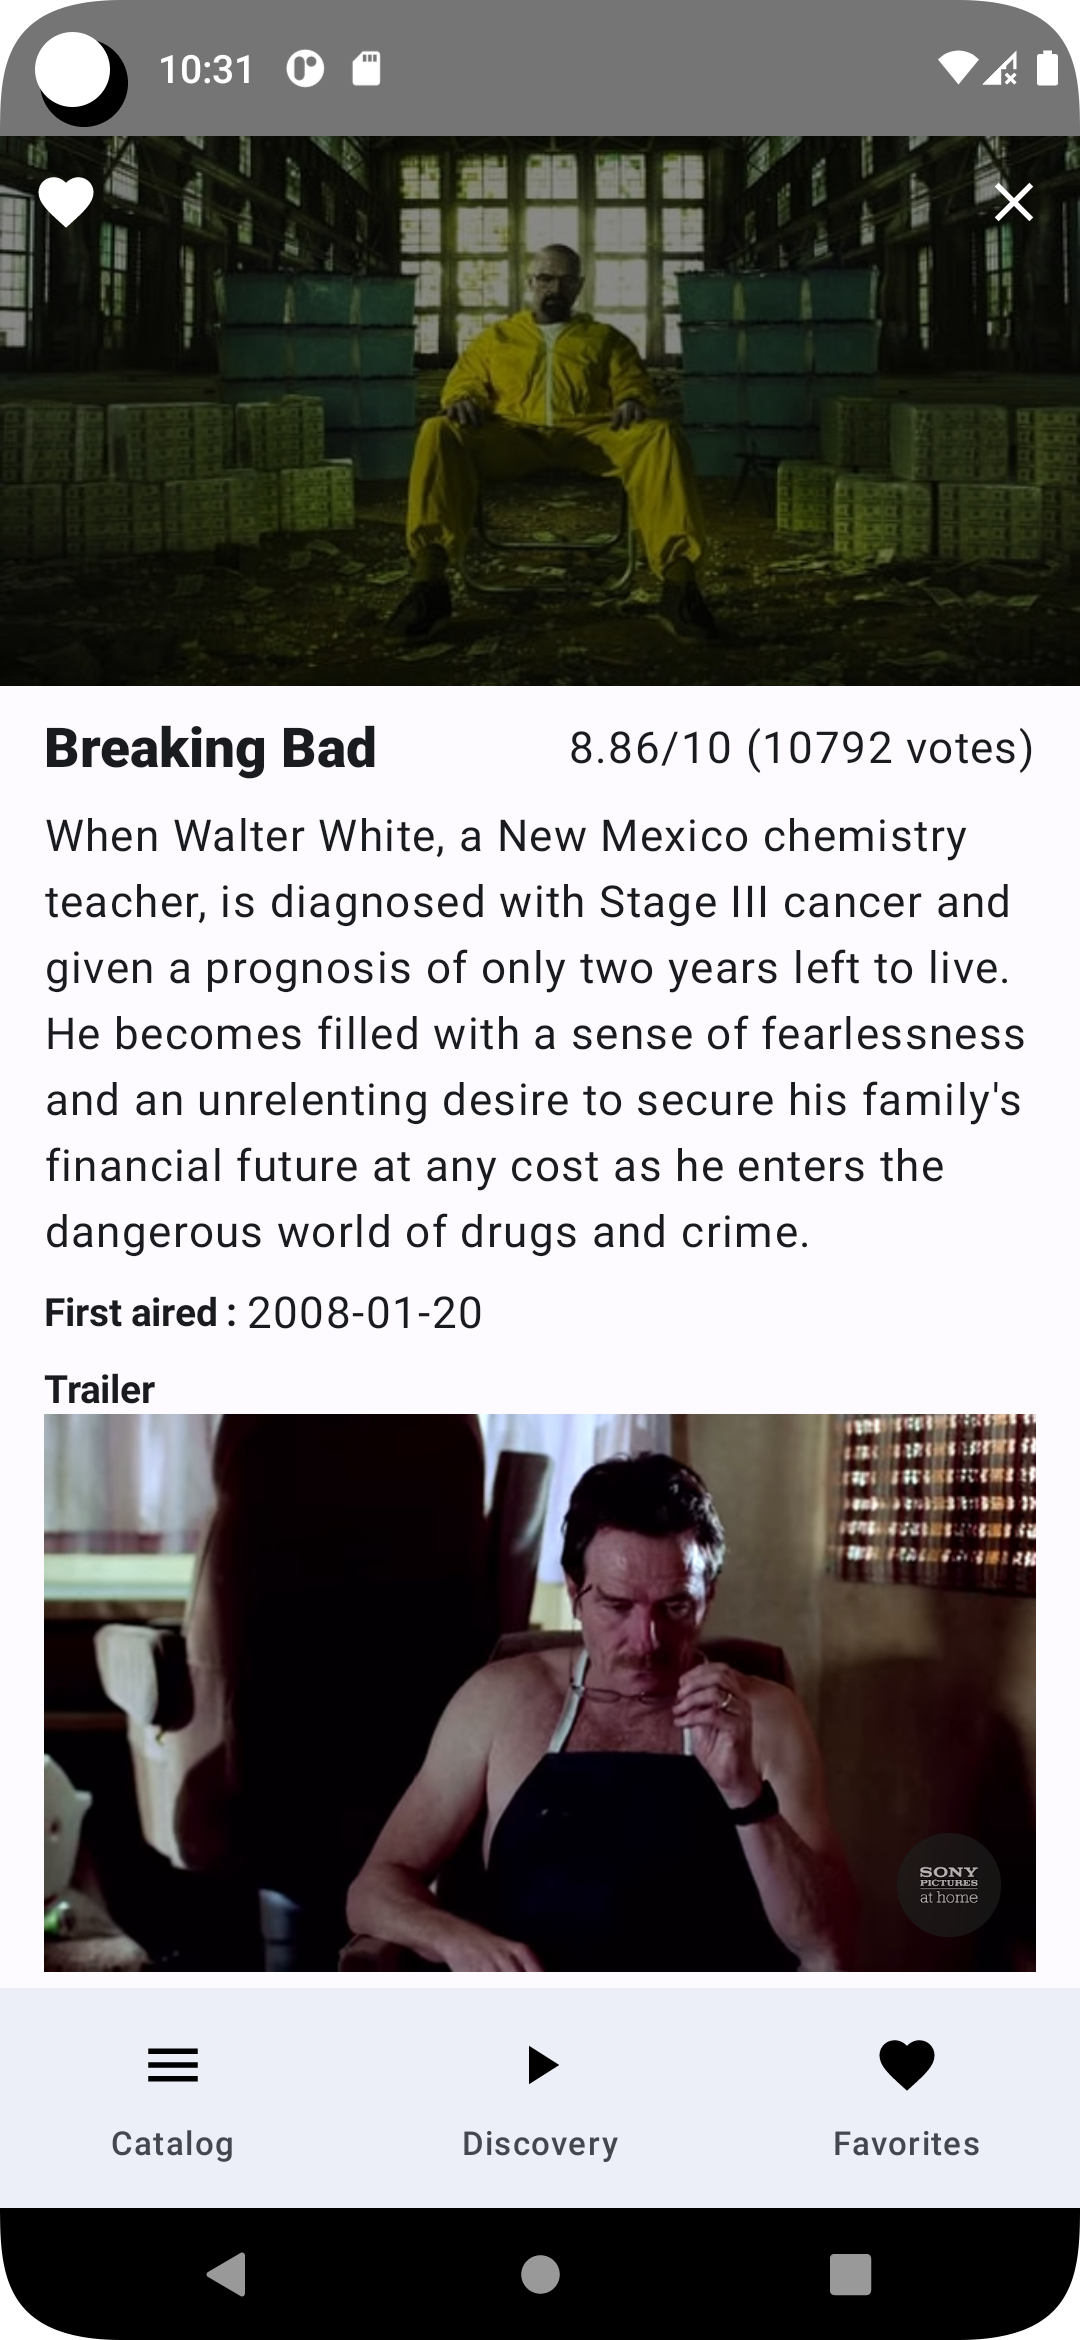 10:31
Breaking Bad
8.86/10 (10792 votes)
When Walter White, a New Mexico chemistry
teacher, is diagnosed with Stage III cancer and
given a prognosis of only two years left to live.
He becomes filled with a sense of fearlessness
and an unrelenting desire to secure his family's
financial future at any cost as he enters the
dangerous world of drugs and crime.
First aired : 2008-01-20
Trailer
SONY
PICTURES
at home
Catalog
Discovery
Favorites